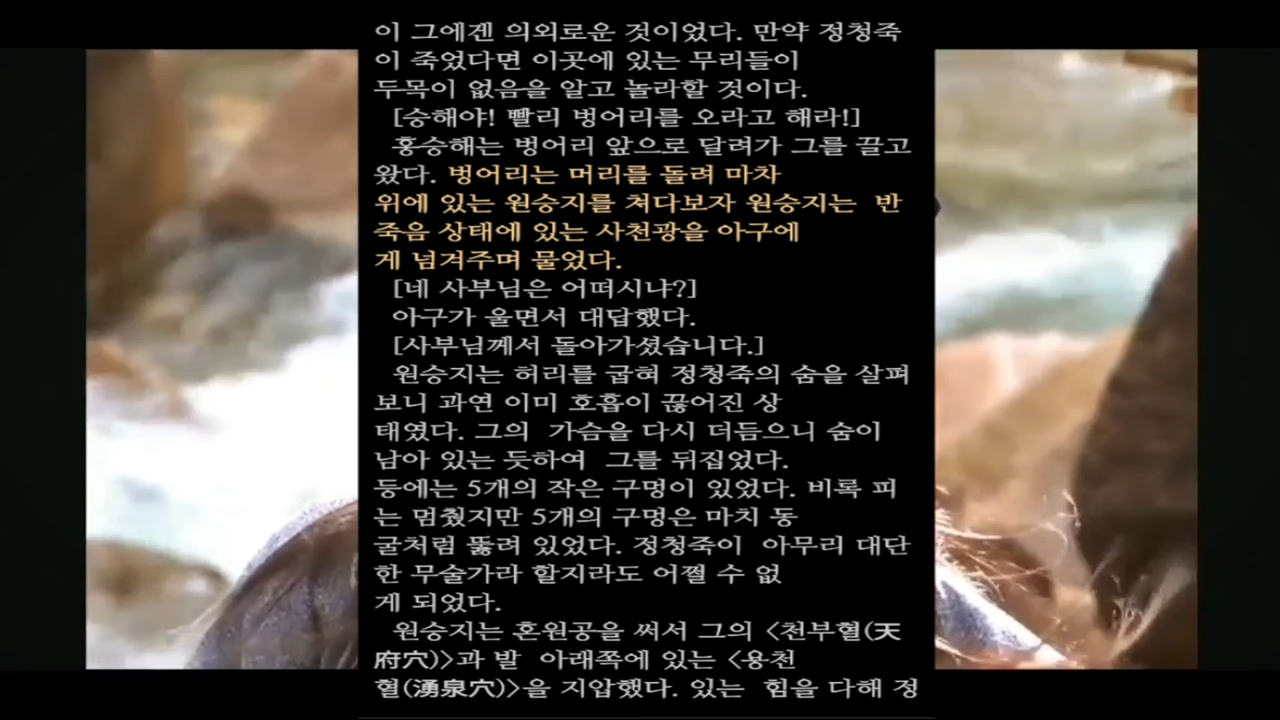 이 그에겐 의외로운 것이었다. 만약 정청죽
이 죽었다면 이곳에 있는 무리들이
두목이 없음을 알고 놀라할 것이다.
[승해야! 빨리 벙어리를 오라고 해라!]
홍승해는 벙어리 앞으로 달려가 그를 끌고
왔다. 벙어리는 머리를 돌려 마차
위에 있는 원승지를 쳐다보자 원승지는  반
죽음 상태에 있는 사천광을 아구에
게 넘겨주며 물었다.
[네 사부님은 어떠시냐?]
아구가 울면서 대답했다.
[사부님께서 돌아가셨습니다.]
원승지는 허리를 굽혀 정청죽의 숨을 살펴
보니 과연 이미 호흡이 끊어진 상
태였다. 그의  가슴을 다시 더듬으니 숨이
남아 있는 듯하여  그를 뒤집었다.
등에는 5개의 작은 구멍이 있었다. 비록 피
는 멈췄지만 5개의 구멍은 마치 동
굴처럼 뚫려 있었다. 정청죽이  아무리 대단
한 무술가라 할지라도 어쩔 수 없
게 되었다.
원승지는 혼원공을 써서 그의 <천부혈(天
府穴)>과 발  아래쪽에 있는 <용천
혈(湧泉穴)>을 지압했다. 있는  힘을 다해 정